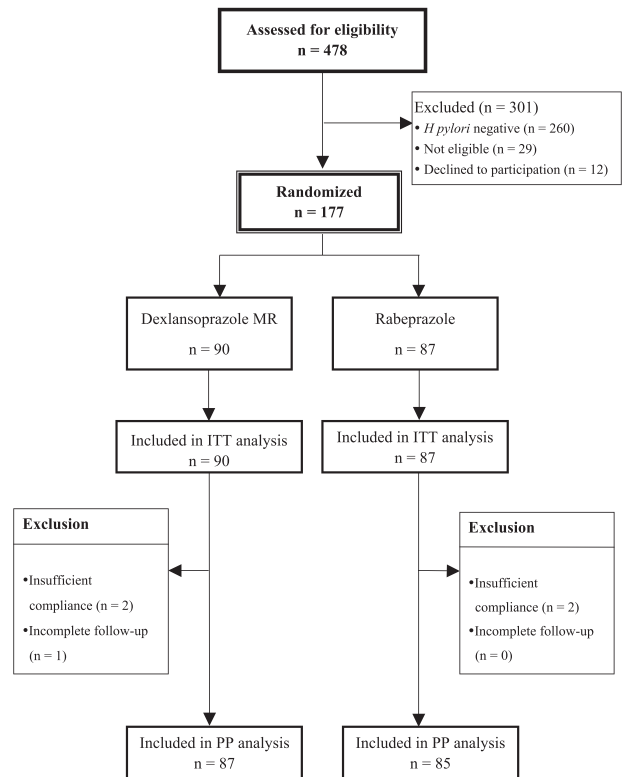 Assessed for eligibility
n = 478
Excluded (n = 301)
• H pylori negative (n = 260)
• Not eligible (n = 29)
• Declined to participation (n = 12)
Randomized
n = 177
Dexlansoprazole MR
n = 90
Rabeprazole
n = 87
Included in ITT analysis
n = 90
Included in ITT analysis
n = 87
Exclusion
•Insufficient
compliance (n = 2)
•Incomplete follow-up
(n = 1)
Exclusion
•Insufficient
compliance (n = 2)
•Incomplete follow-up
(n = 0)
Included in PP analysis
n = 87
Included in PP analysis
n = 85